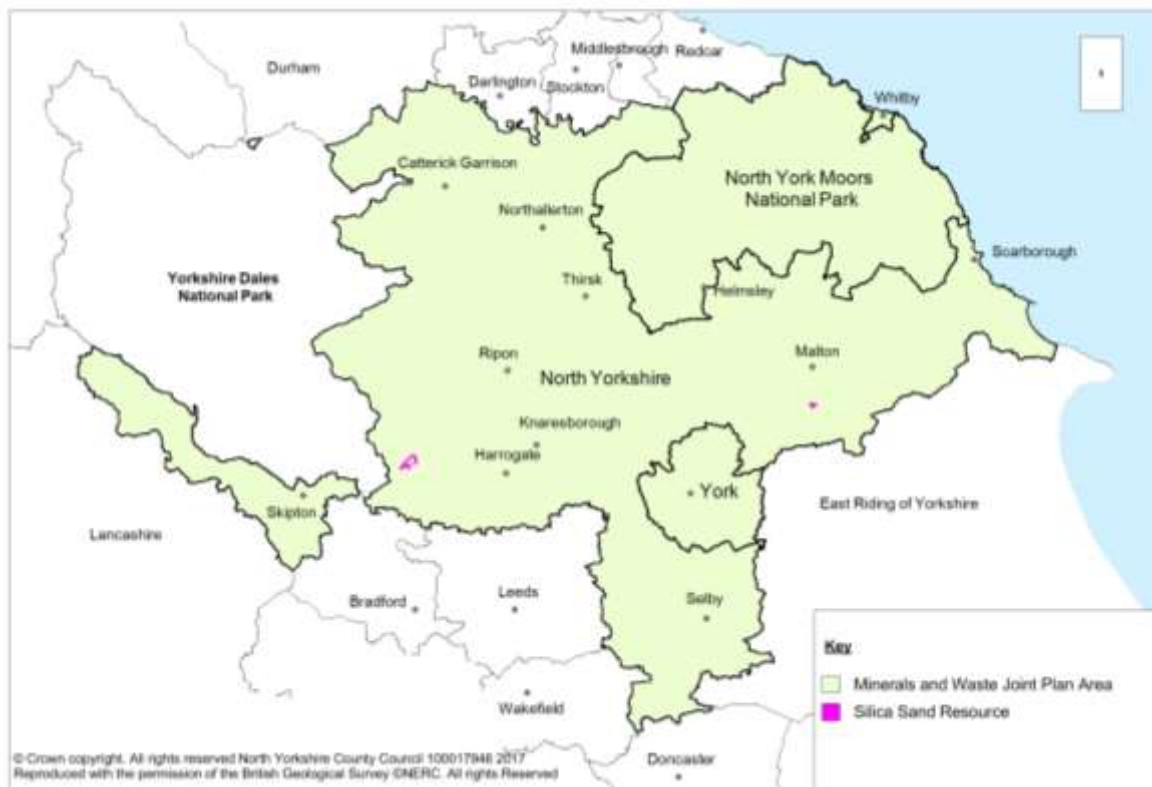 Durham
Middlesbrough
Redcar
Darlington
Stockton
Whitby
Catterick Garrison
North York Moors
National Park
Northallerton
Scarborough
Yorkshire Dales
National Park
Thirsk
Helmsley
Ripon
North Yorkshire
Malton
Knaresborough
Harrogate
York
Skipton
East Riding of Yorkshire
Lancashire
Bradford
Leeds
Selby
Key
Minerals and Waste Joint Plan Area
Silica Sand Resource
Wakefield
Doncaster
© Crown copyright. All rights reserved North Yorkshire County Council 100017946 2017
Reproduced with the permission of the British Geological Survey ©NERC. All rights Reserved